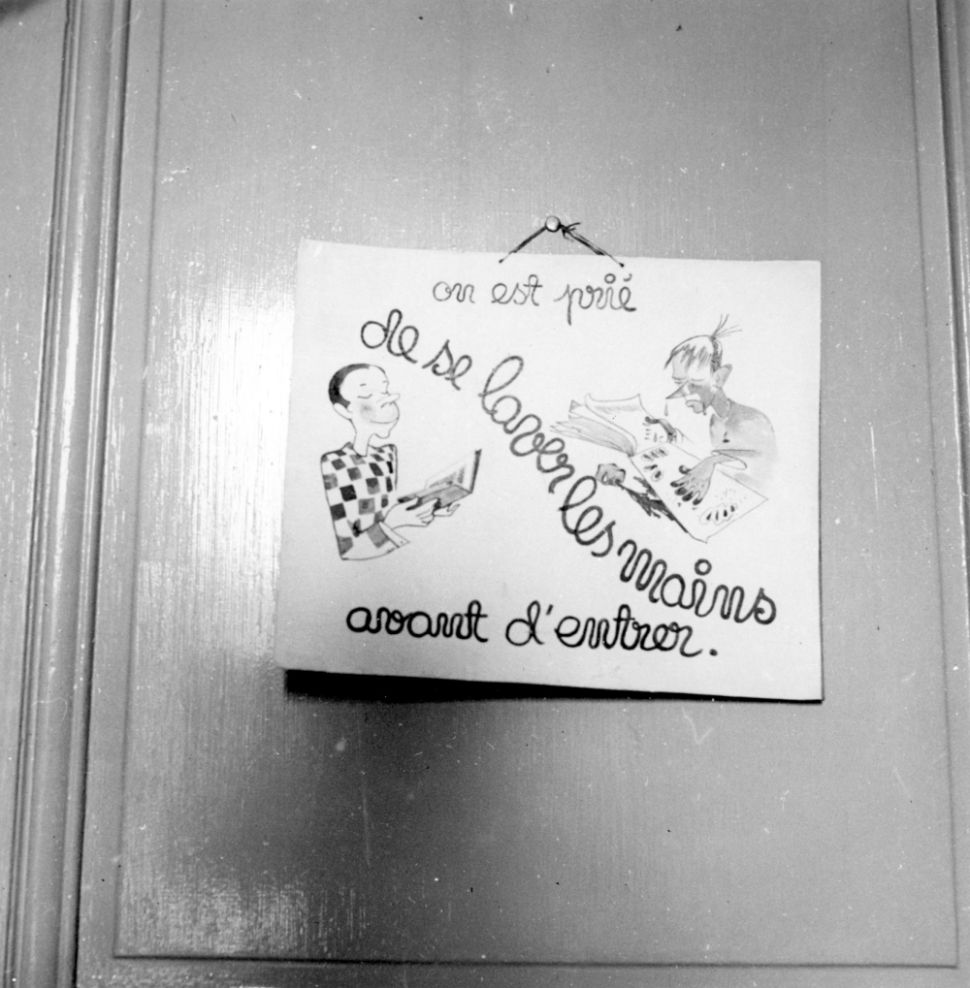 on est prié
de se laver les mains
avant d'entrer.